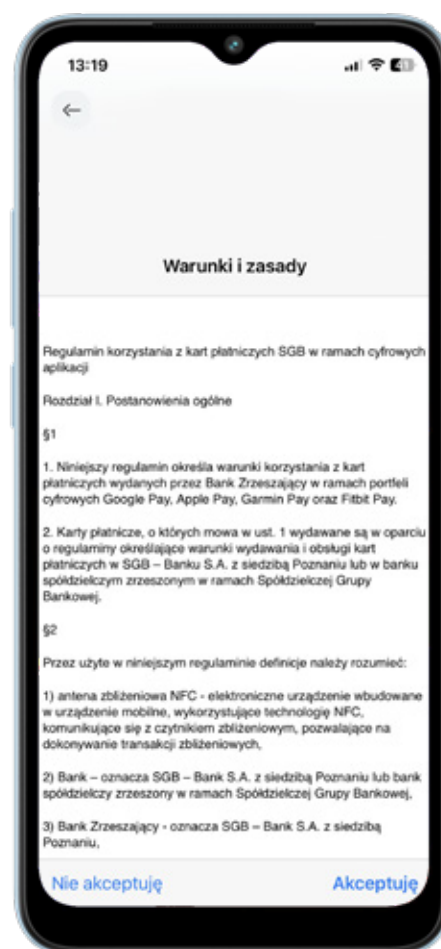 13:19
41
Warunki i zasady
Regulamin korzystania z kart płatniczych SGB w ramach cyfrowych
aplikacji
Rozdział I. Postanowienia ogólne
§1
1. Niniejszy regulamin określa warunki korzystania z kart
płatniczych wydanych przez Bank Zrzeszający w ramach portfeli
cyfrowych Google Pay, Apple Pay, Garmin Pay oraz Fitbit Pay.
2. Karty płatnicze, o których mowa w ust. 1 wydawane są w oparciu
o regulaminy określające warunki wydawania i obsługi kart
płatniczych w SGB – Banku S.A. z siedzibą Poznaniu lub w banku
spółdzielczym zrzeszonym w ramach Spółdzielczej Grupy
Bankowej,
§2
Przez użyte w niniejszym regulaminie definicje należy rozumieć:
1) antena zbliżeniowa NFC - elektroniczne urządzenie wbudowane
w urządzenie mobilne, wykorzystujące technologię NFC,
komunikujące się z czytnikiem zbliżeniowym, pozwalające na
dokonywanie transakcji zbliżeniowych,
2) Bank – oznacza SGB – Bank S.A. z siedzibą Poznaniu lub bank
spółdzielczy zrzeszony w ramach Spółdzielczej Grupy Bankowej,
3) Bank Zrzeszający - oznacza SGB – Bank S.A. z siedzibą
Poznaniu,
Nie akceptuję
Akceptuję